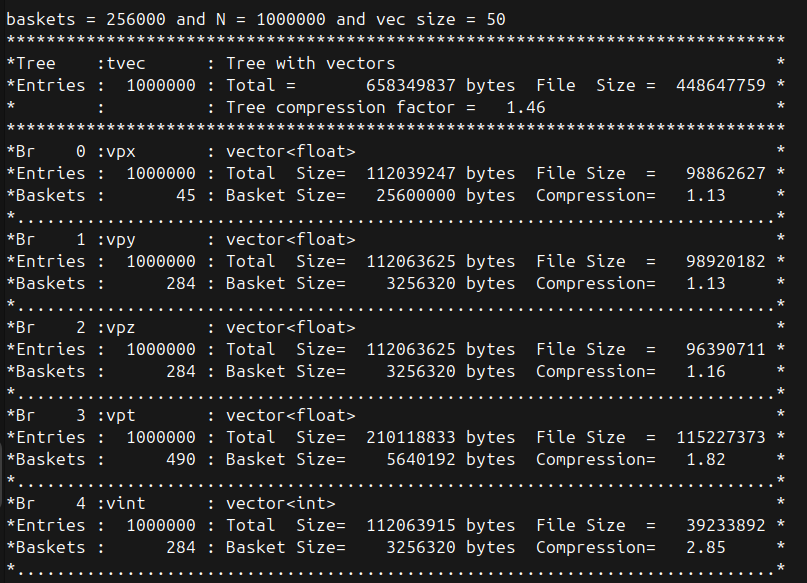 baskets = 256000 and N = 1000000 and vec size = 50
******************************************************************************
*Tree    :tvec      : Tree with vectors                                      *
*Entries :  1000000 : Total =       658349837 bytes  File  Size =  448647759 *
*        :          : Tree compression factor =   1.46                       *
******************************************************************************
*Br    0 :vpx       : vector<float>                                          *
*Entries :  1000000 : Total  Size=  112039247 bytes  File Size  =   98862627 *
*Baskets :       45 : Basket Size=   25600000 bytes  Compression=   1.13     *
*............................................................................*
*Br    1 :vpy       : vector<float>                                          *
*Entries :  1000000 : Total  Size=  112063625 bytes  File Size  =   98920182 *
*Baskets :      284 : Basket Size=    3256320 bytes  Compression=   1.13     *
*............................................................................*
*Br    2 :vpz       : vector<float>                                          *
*Entries :  1000000 : Total  Size=  112063625 bytes  File Size  =   96390711 *
*Baskets :      284 : Basket Size=    3256320 bytes  Compression=   1.16     *
*............................................................................*
*Br    3 :vpt       : vector<float>                                          *
*Entries :  1000000 : Total  Size=  210118833 bytes  File Size  =  115227373 *
*Baskets :      490 : Basket Size=    5640192 bytes  Compression=   1.82     *
*............................................................................*
*Br    4 :vint      : vector<int>                                            *
*Entries :  1000000 : Total  Size=  112063915 bytes  File Size  =   39233892 *
*Baskets :      284 : Basket Size=    3256320 bytes  Compression=   2.85     *
*............................................................................*